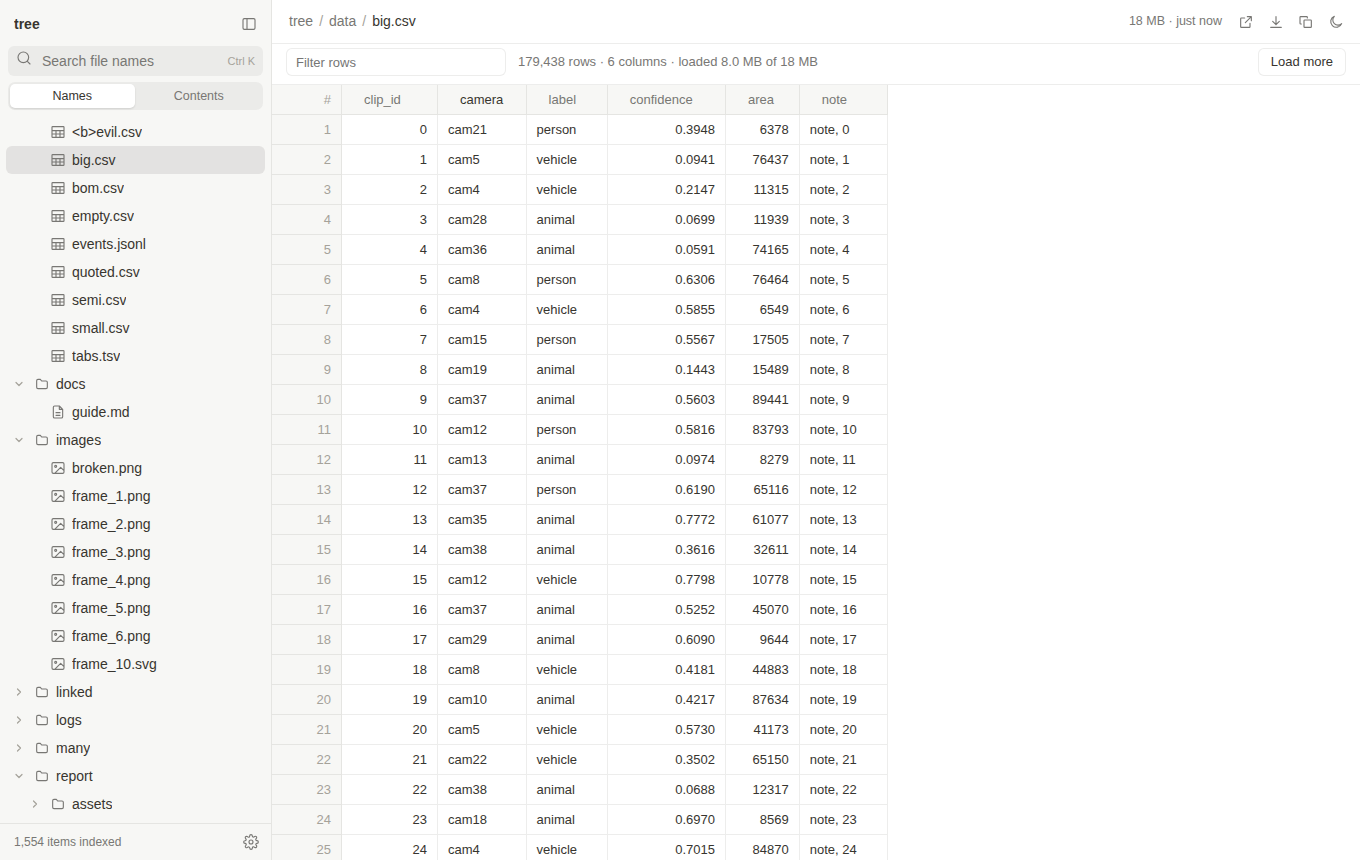 tree
Search file names Ctrl K
Names Contents
<b>evil.csv
big.csv
bom.csv
empty.csv
events.jsonl
quoted.csv
semi.csv
small.csv
tabs.tsv
docs
guide.md
images
broken.png
frame_1.png
frame_2.png
frame_3.png
frame_4.png
frame_5.png
frame_6.png
frame_10.svg
linked
logs
many
report
assets
1,554 items indexed
tree / data / big.csv
18 MB · just now
Filter rows
179,438 rows · 6 columns · loaded 8.0 MB of 18 MB
Load more
# clip_id camera label confidence area note
1 0 cam21 person 0.3948 6378 note, 0
2 1 cam5 vehicle 0.0941 76437 note, 1
3 2 cam4 vehicle 0.2147 11315 note, 2
4 3 cam28 animal 0.0699 11939 note, 3
5 4 cam36 animal 0.0591 74165 note, 4
6 5 cam8 person 0.6306 76464 note, 5
7 6 cam4 vehicle 0.5855 6549 note, 6
8 7 cam15 person 0.5567 17505 note, 7
9 8 cam19 animal 0.1443 15489 note, 8
10 9 cam37 animal 0.5603 89441 note, 9
11 10 cam12 person 0.5816 83793 note, 10
12 11 cam13 animal 0.0974 8279 note, 11
13 12 cam37 person 0.6190 65116 note, 12
14 13 cam35 animal 0.7772 61077 note, 13
15 14 cam38 animal 0.3616 32611 note, 14
16 15 cam12 vehicle 0.7798 10778 note, 15
17 16 cam37 animal 0.5252 45070 note, 16
18 17 cam29 animal 0.6090 9644 note, 17
19 18 cam8 vehicle 0.4181 44883 note, 18
20 19 cam10 animal 0.4217 87634 note, 19
21 20 cam5 vehicle 0.5730 41173 note, 20
22 21 cam22 vehicle 0.3502 65150 note, 21
23 22 cam38 animal 0.0688 12317 note, 22
24 23 cam18 animal 0.6970 8569 note, 23
25 24 cam4 vehicle 0.7015 84870 note, 24